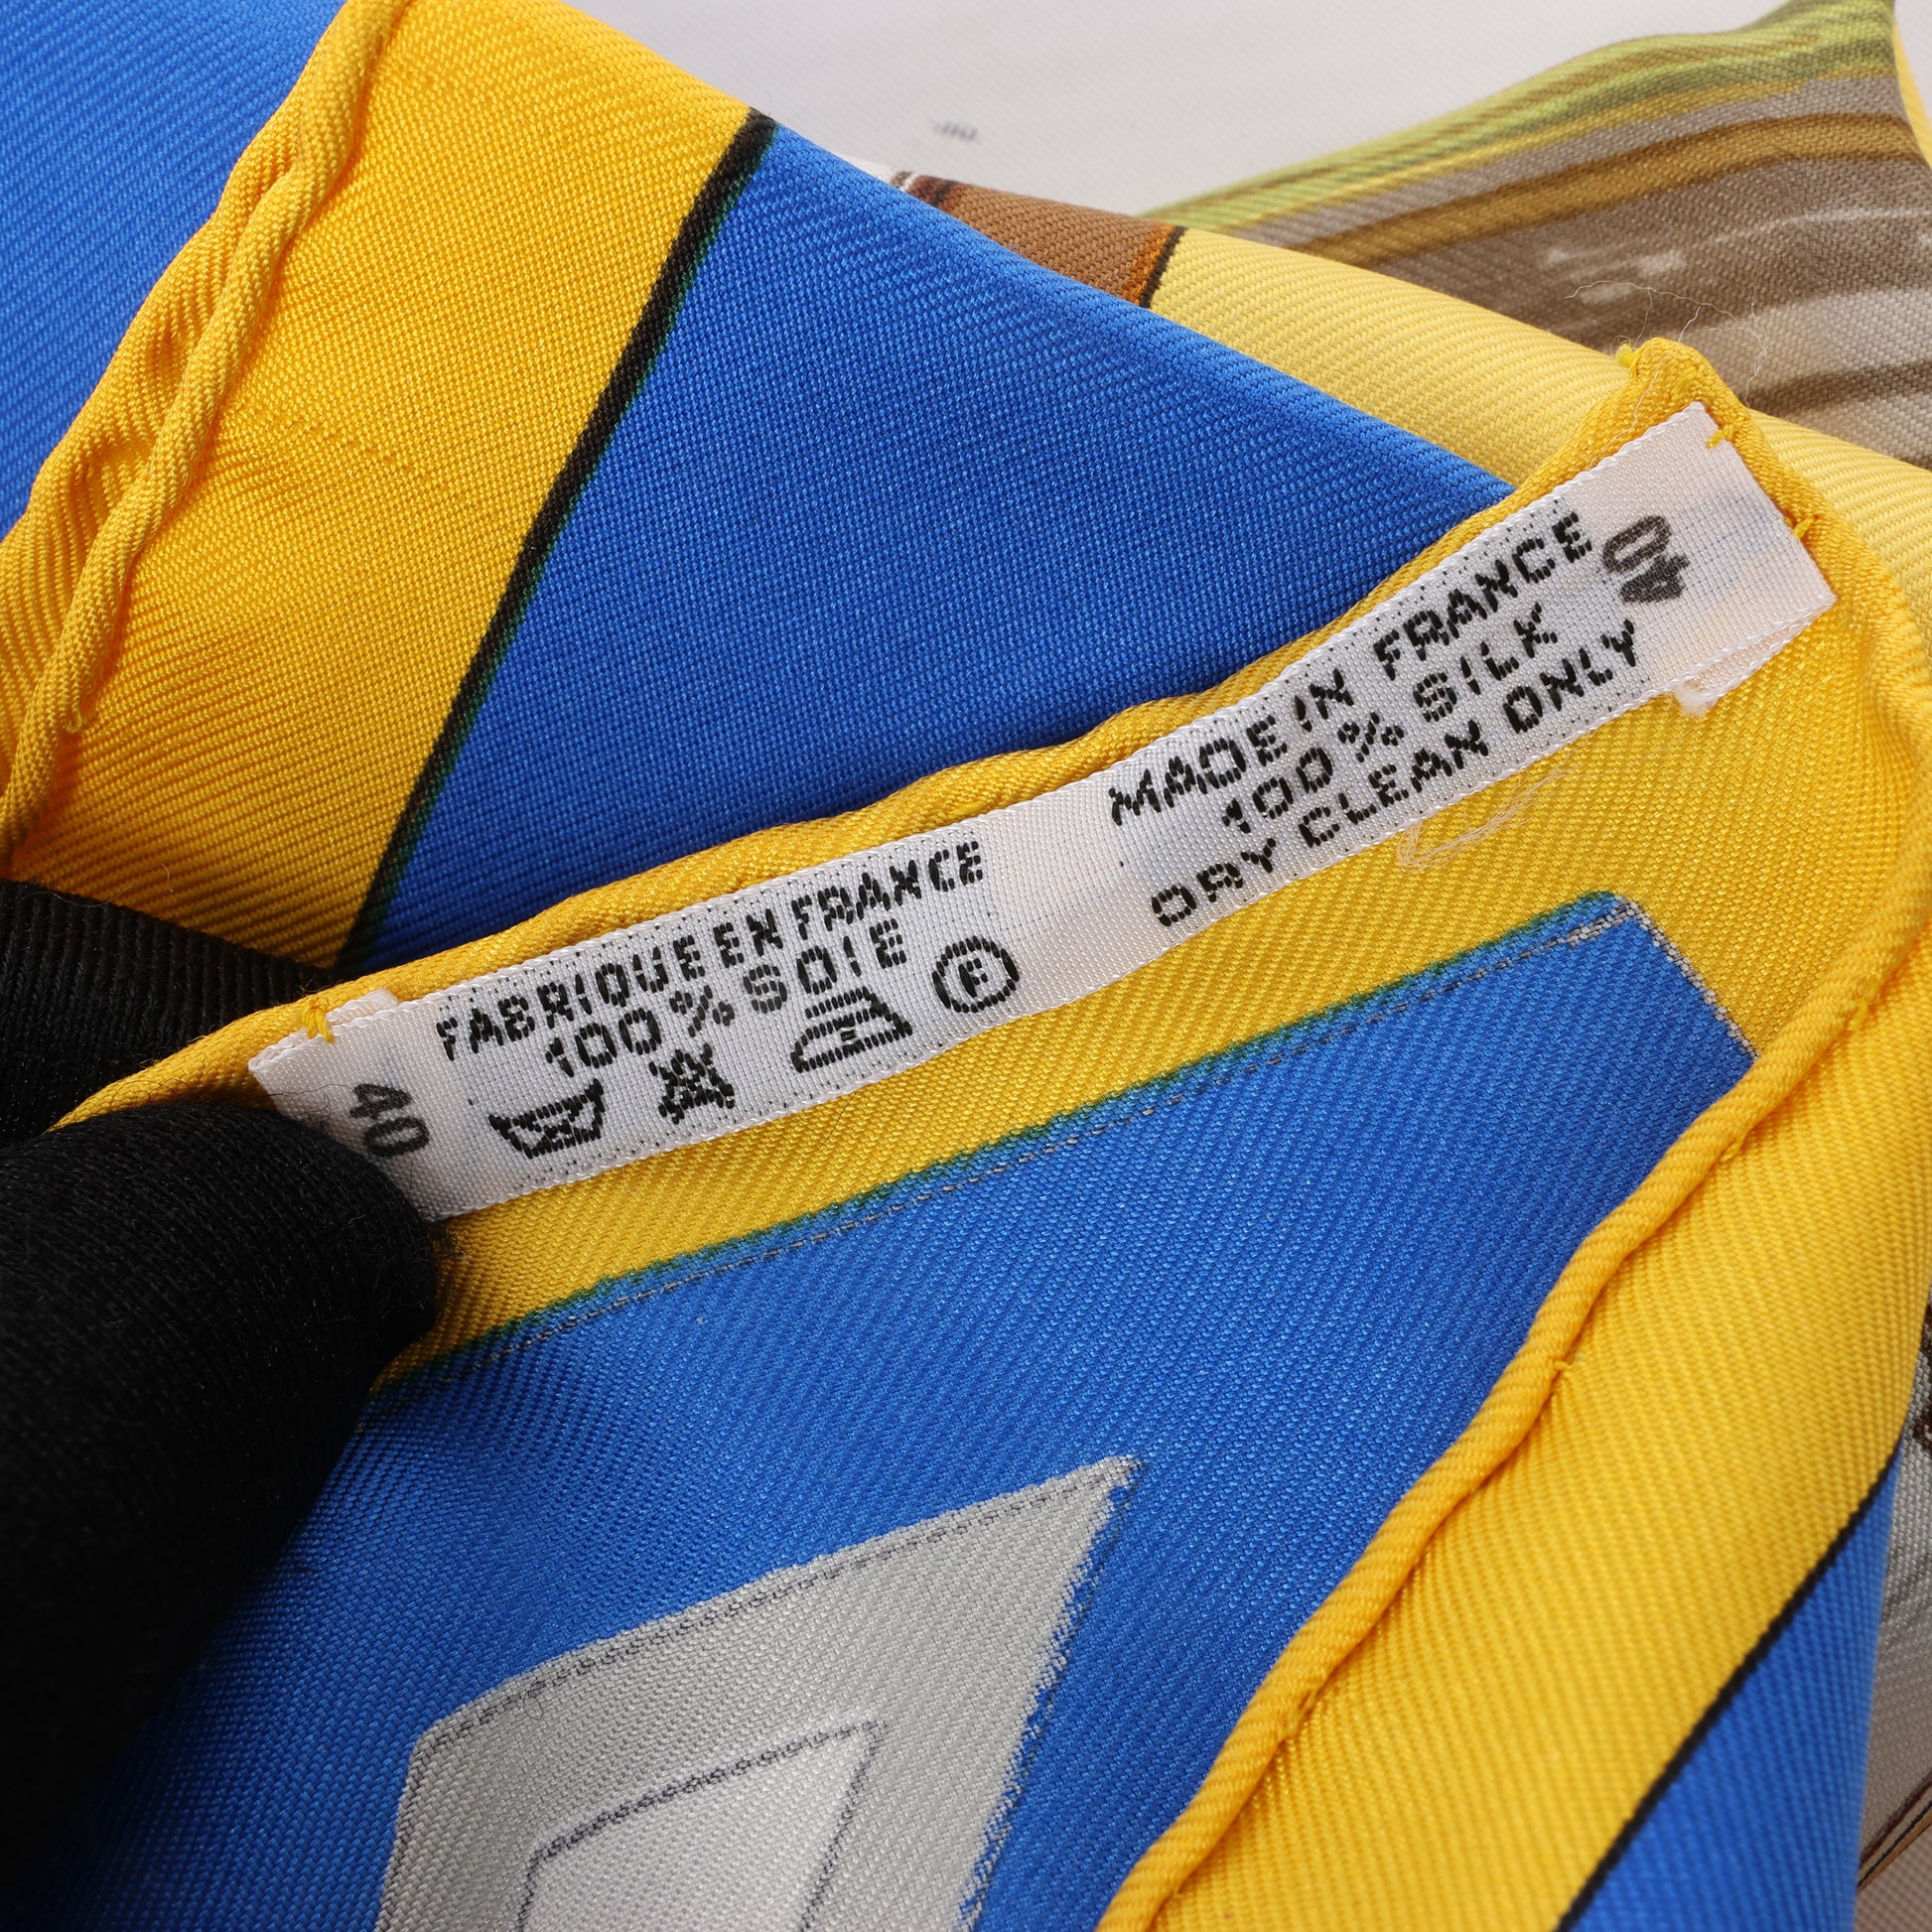 40
FABRIQUE EN FRANCE
100% SOIE
F
MADE IN FRANCE
100% SILK
DRY CLEAN ONLY
40